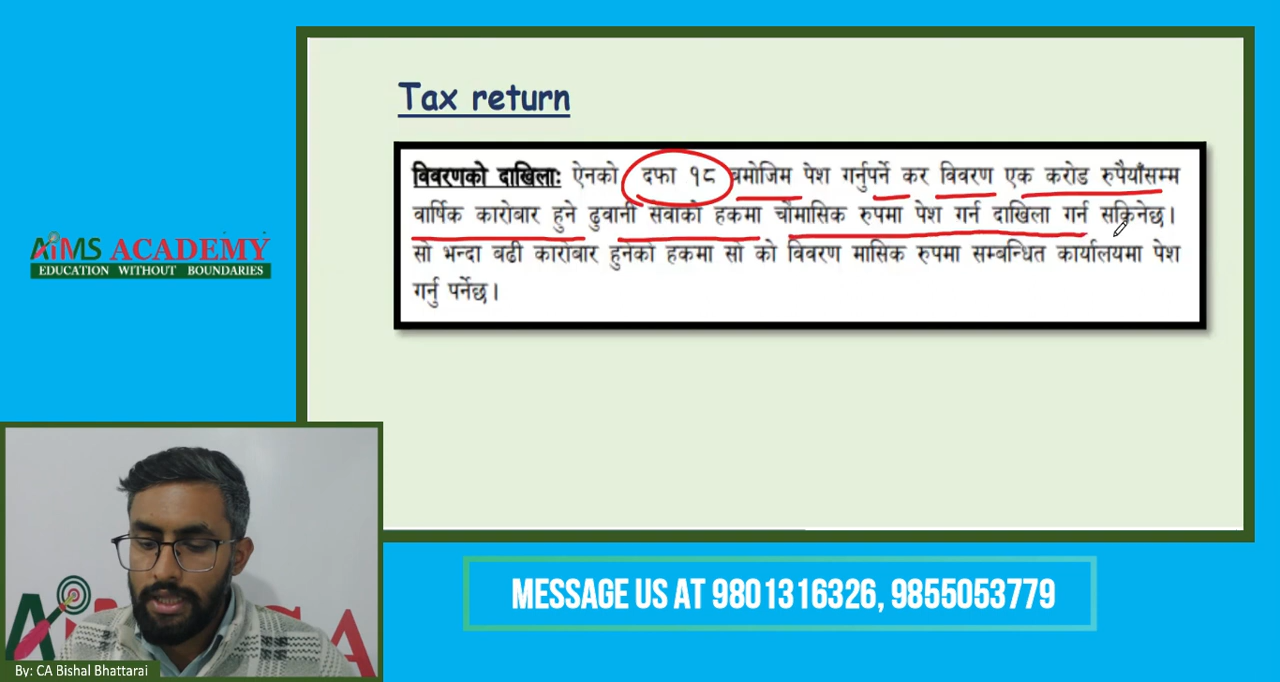 Tax return
विवरणको दाखिलाः ऐनको दफा १८ बमोजिम पेश गर्नुपर्ने कर विवरण एक करोड रुपैयाँसम्म
वार्षिक कारोबार हुने ढुवानी सेवाको हकमा चौमासिक रुपमा पेश गर्न दाखिला गर्न सकिनेछ।
सो भन्दा बढी कारोबार हुनेको हकमा सो को विवरण मासिक रुपमा सम्बन्धित कार्यालयमा पेश
गर्नु पर्नेछ।
AiMS ACADEMY
EDUCATION WITHOUT BOUNDARIES
MESSAGE US AT 9801316326, 9855053779
By: CA Bishal Bhattarai